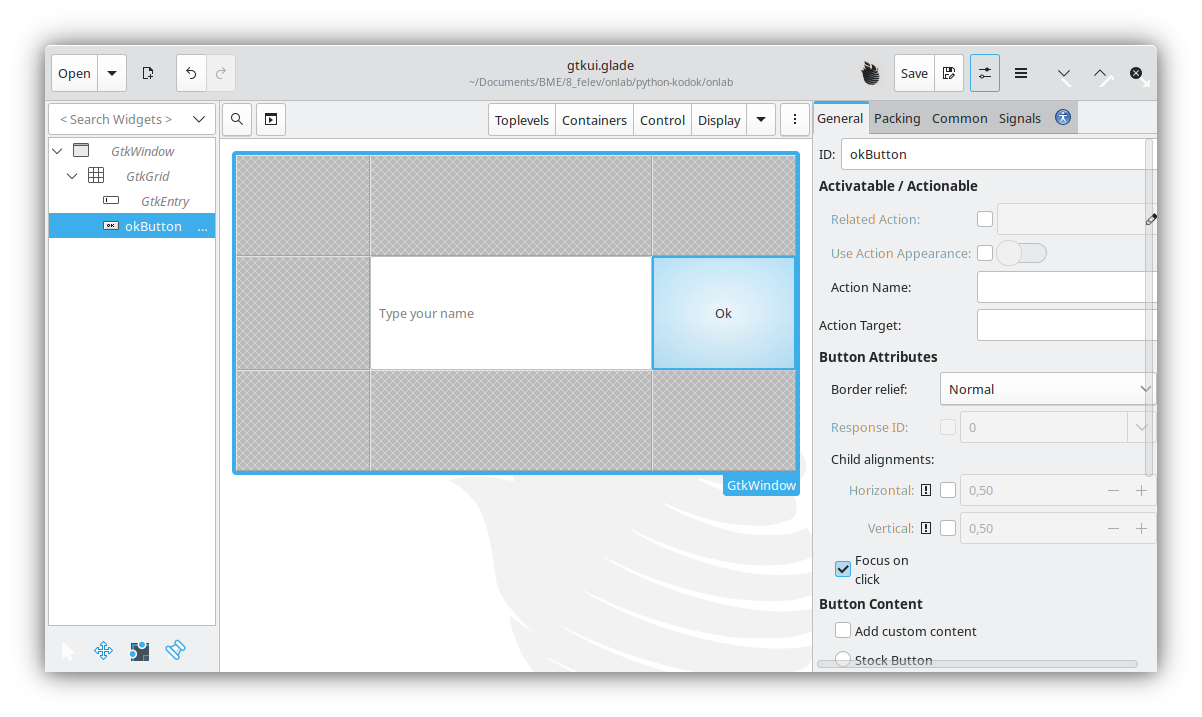 Open
gtkui.glade
~/Documents/BME/8_felev/onlab/python-kodok/onlab
Save
< Search Widgets >
GtkWindow
GtkGrid
GtkEntry
okButton ...
Toplevels Containers Control Display
Type your name
Ok
GtkWindow
General Packing Common Signals
ID: okButton
Activatable / Actionable
Related Action:
Use Action Appearance:
Action Name:
Action Target:
Button Attributes
Border relief: Normal
Response ID: 0
Child alignments:
Horizontal: 0,50
Vertical: 0,50
Focus on
click
Button Content
Add custom content
Stock Button